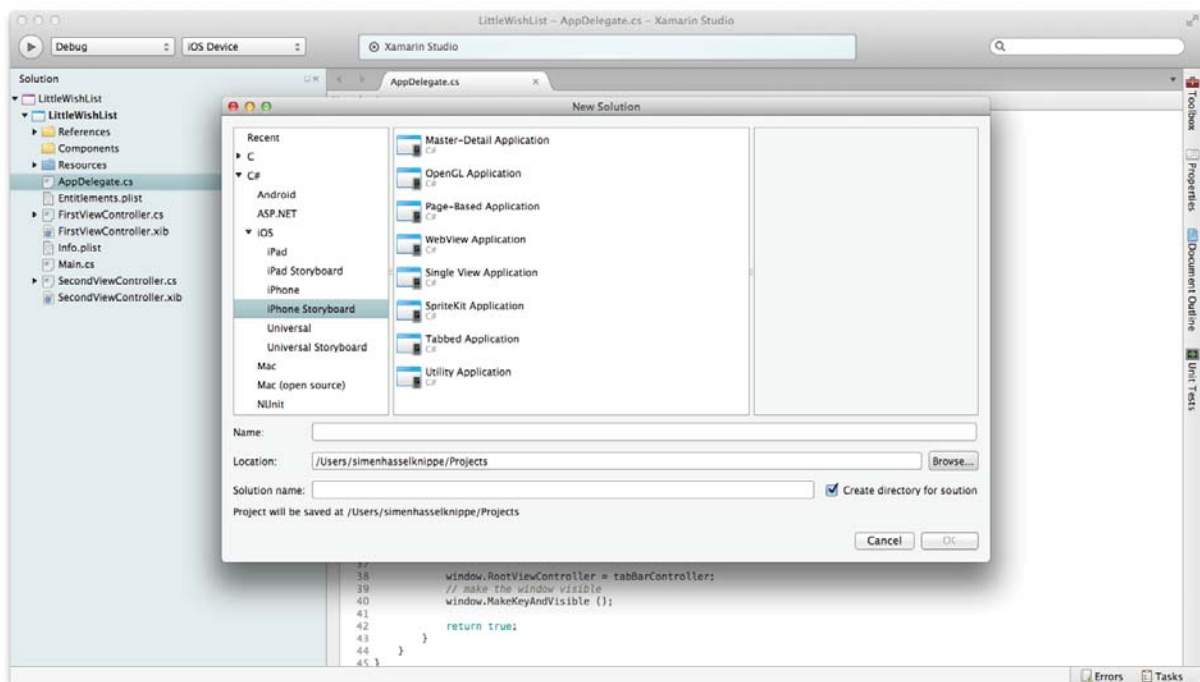 LittleWishList – AppDelegate.cs – Xamarin Studio
Debug
iOS Device
Xamarin Studio
Solution
AppDelegate.cs
LittleWishList
LittleWishList
References
Components
Resources
AppDelegate.cs
Entitlements.plist
FirstViewController.cs
FirstViewController.xib
Info.plist
Main.cs
SecondViewController.cs
SecondViewController.xib
New Solution
Recent
C
C#
Android
ASP.NET
iOS
iPad
iPad Storyboard
iPhone
iPhone Storyboard
Universal
Universal Storyboard
Mac
Mac (open source)
NUnit
Master-Detail Application
C#
OpenGL Application
C#
Page-Based Application
C#
WebView Application
C#
Single View Application
C#
SpriteKit Application
C#
Tabbed Application
C#
Utility Application
C#
Name:
Location:
/Users/simenhasselknippe/Projects
Browse...
Solution name:
Create directory for soution
Project will be saved at /Users/simenhasselknippe/Projects
Cancel
OK
37
38 window.RootViewController = tabBarController;
39 // make the window visible
40 window.MakeKeyAndVisible ();
41
42 return true;
43 }
44 }
45 }
Toolbox
Properties
Document Outline
Unit Tests
Errors
Tasks